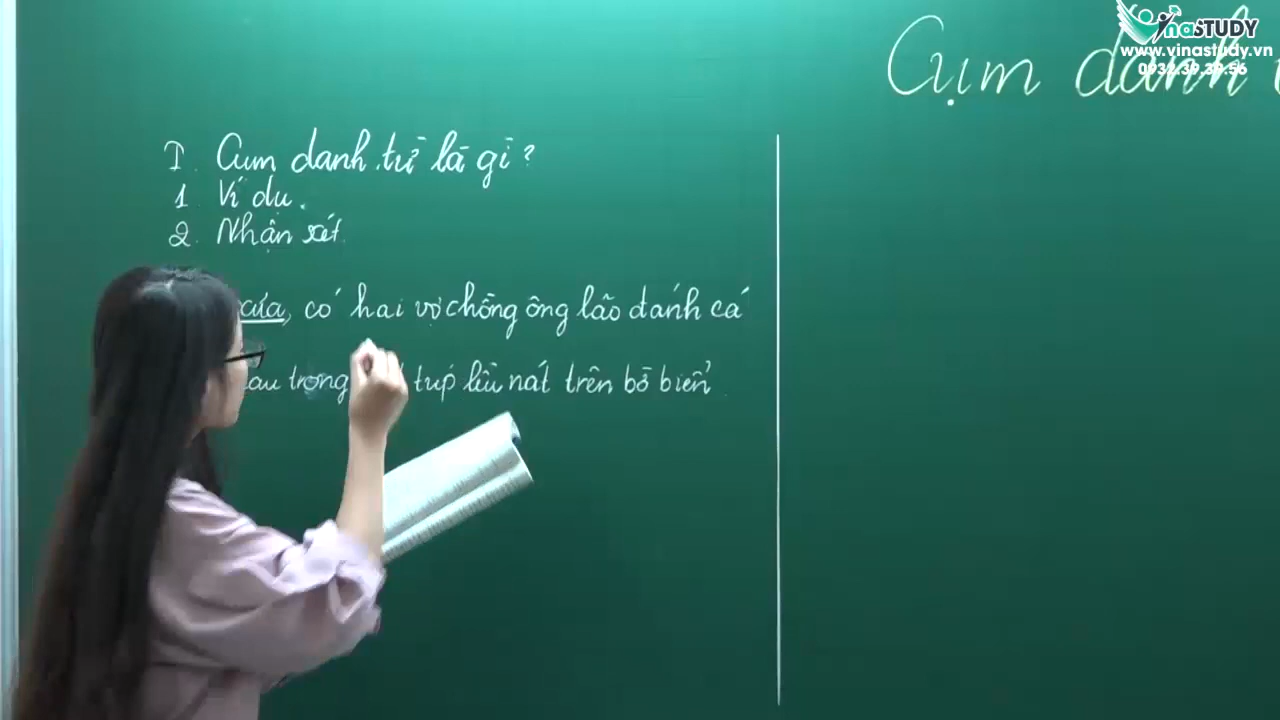 Cụm danh
VinaSTUDY
www.vinastudy.vn
0932.39.39.56
I. Cụm danh từ là gì?
1. Ví dụ.
2. Nhận xét.
xưa, có hai vợ chồng ông lão đánh cá
trong túp lều nát trên bờ biển.